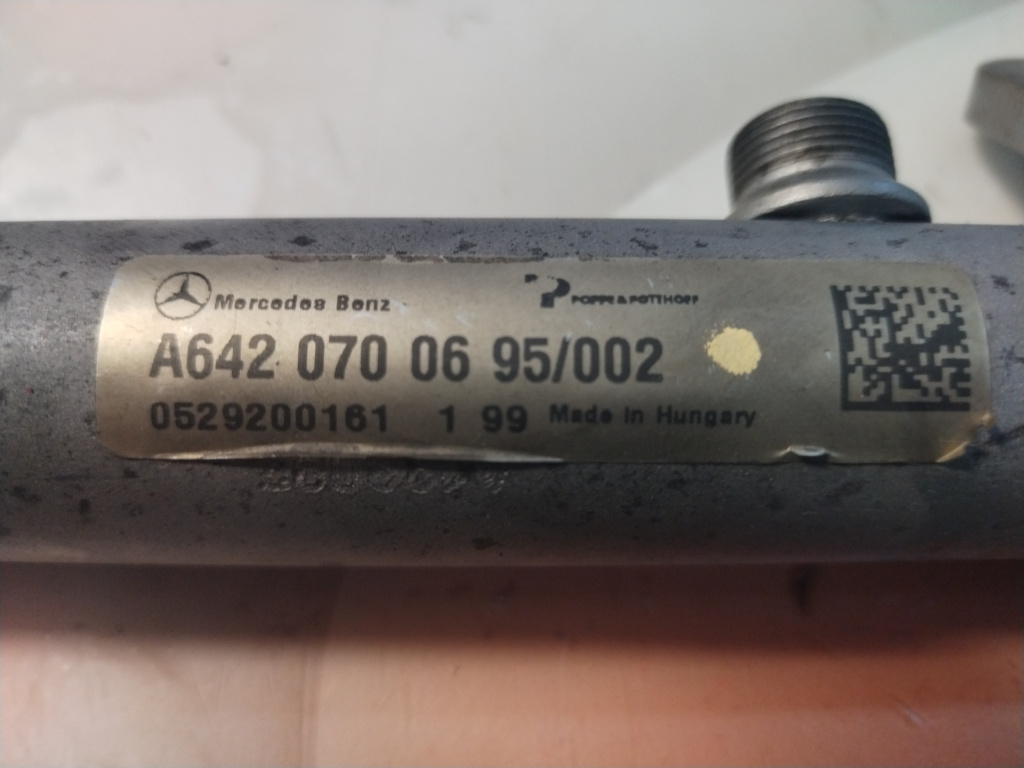 Mercedes Benz POPPE & POTTHOFF
A642 070 06 95/002
0529200161 1 99 Made in Hungary